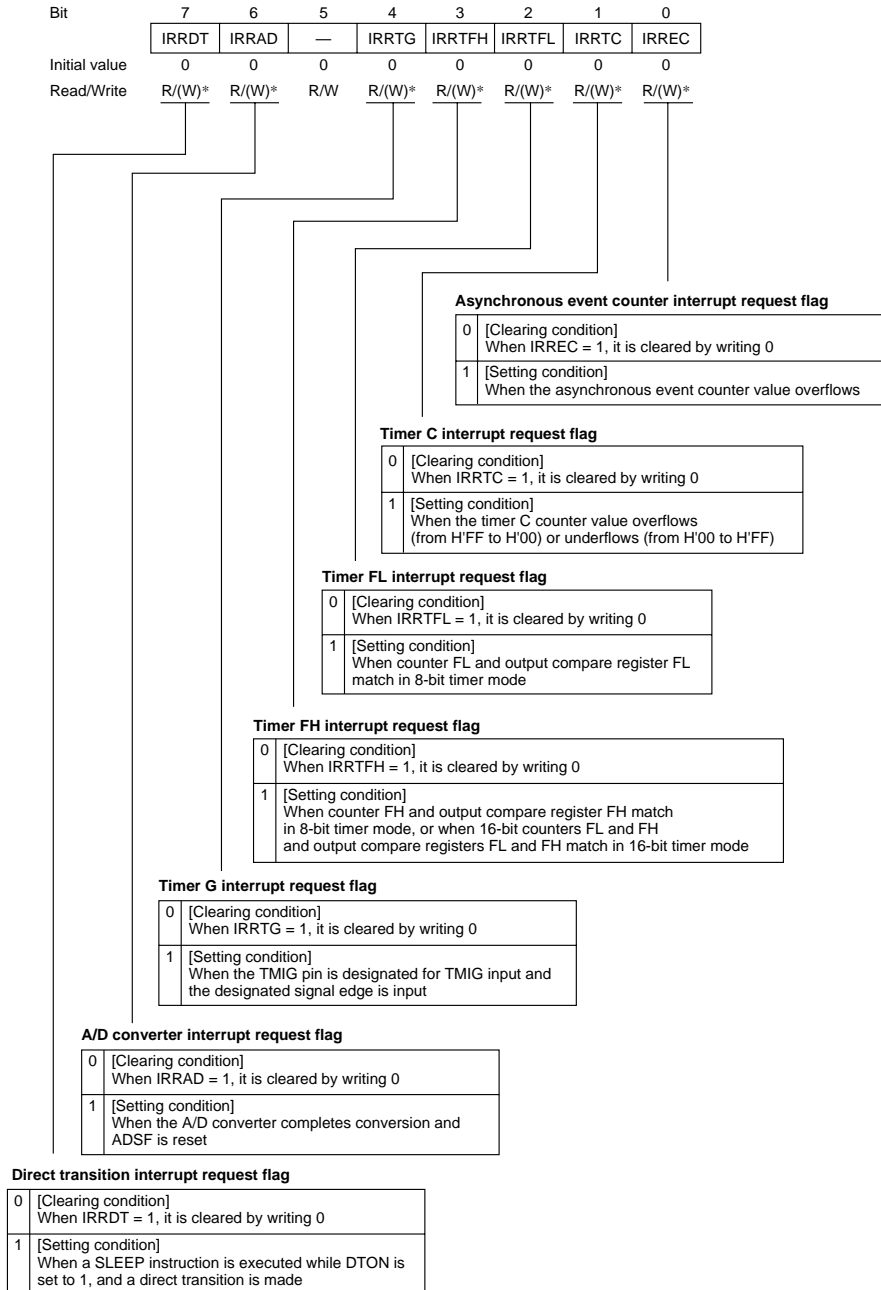 Bit 7 6 5 4 3 2 1 0
IRRDT IRRAD — IRRTG IRRTFH IRRTFL IRRTC IRREC
Initial value 0 0 0 0 0 0 0 0
Read/Write R/(W)* R/(W)* R/W R/(W)* R/(W)* R/(W)* R/(W)* R/(W)*
Asynchronous event counter interrupt request flag
0 [Clearing condition]
When IRREC = 1, it is cleared by writing 0
1 [Setting condition]
When the asynchronous event counter value overflows
Timer C interrupt request flag
0 [Clearing condition]
When IRRTC = 1, it is cleared by writing 0
1 [Setting condition]
When the timer C counter value overflows
(from H'FF to H'00) or underflows (from H'00 to H'FF)
Timer FL interrupt request flag
0 [Clearing condition]
When IRRTFL = 1, it is cleared by writing 0
1 [Setting condition]
When counter FL and output compare register FL
match in 8-bit timer mode
Timer FH interrupt request flag
0 [Clearing condition]
When IRRTFH = 1, it is cleared by writing 0
1 [Setting condition]
When counter FH and output compare register FH match
in 8-bit timer mode, or when 16-bit counters FL and FH
and output compare registers FL and FH match in 16-bit timer mode
Timer G interrupt request flag
0 [Clearing condition]
When IRRTG = 1, it is cleared by writing 0
1 [Setting condition]
When the TMIG pin is designated for TMIG input and
the designated signal edge is input
A/D converter interrupt request flag
0 [Clearing condition]
When IRRAD = 1, it is cleared by writing 0
1 [Setting condition]
When the A/D converter completes conversion and
ADSF is reset
Direct transition interrupt request flag
0 [Clearing condition]
When IRRDT = 1, it is cleared by writing 0
1 [Setting condition]
When a SLEEP instruction is executed while DTON is
set to 1, and a direct transition is made